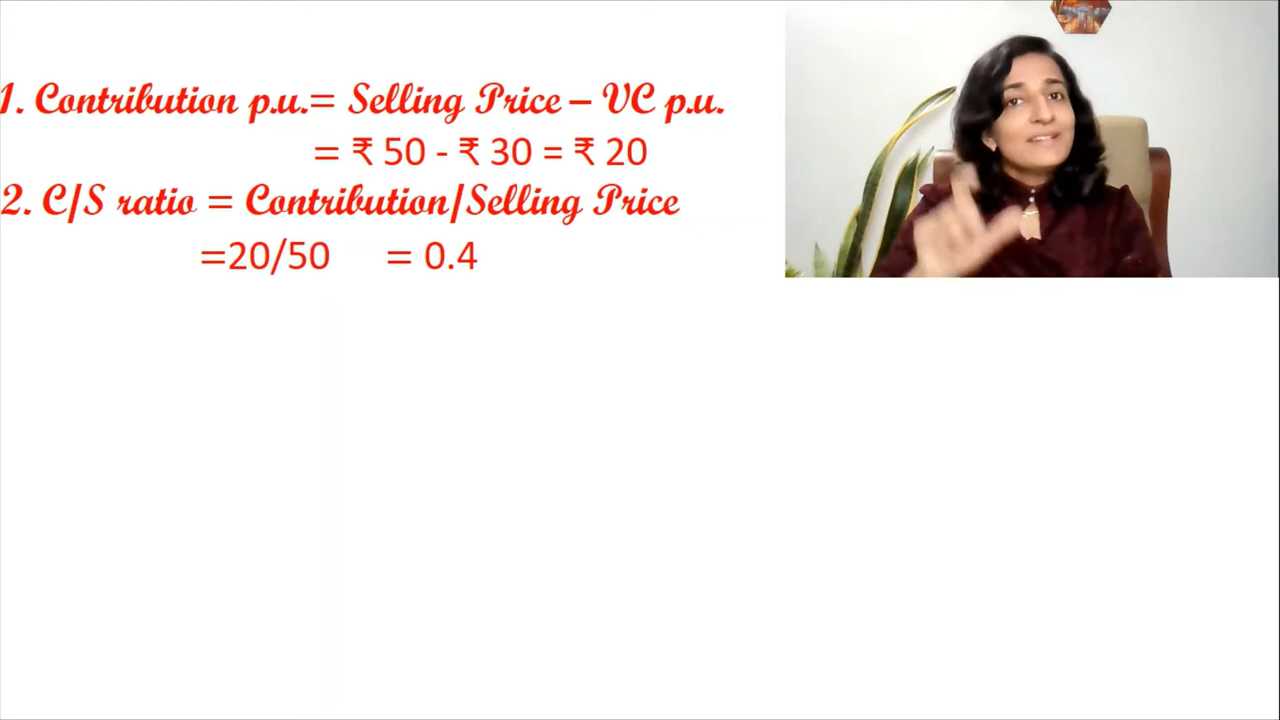 1. Contribution p.u.= Selling Price – VC p.u.
= ₹ 50 - ₹ 30 = ₹ 20
2. C/S ratio = Contribution/Selling Price
=20/50 = 0.4